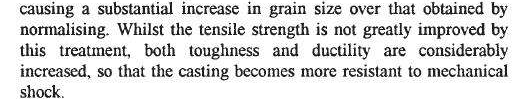 causing a substantial increase in grain size over that obtained by
normalising. Whilst the tensile strength is not greatly improved by
this treatment, both toughness and ductility are considerably
increased, so that the casting becomes more resistant to mechanical
shock.